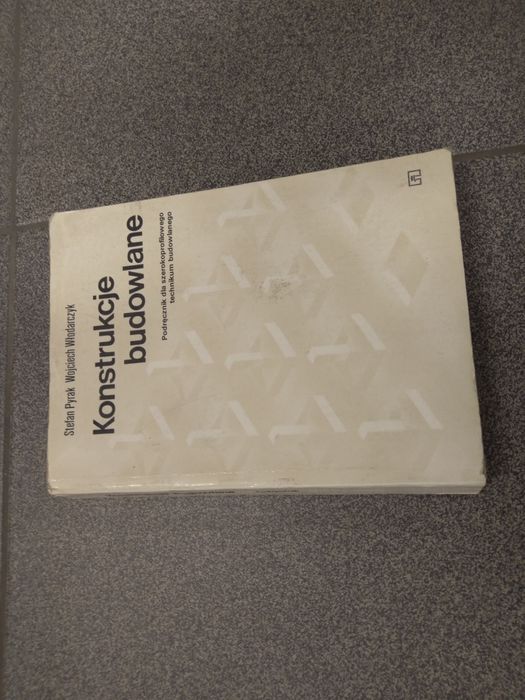 Stefan Pyrak Wojciech Włodarczyk
Konstrukcje
budowlane
Podręcznik dla szerokoprofilowego
technikum budowlanego